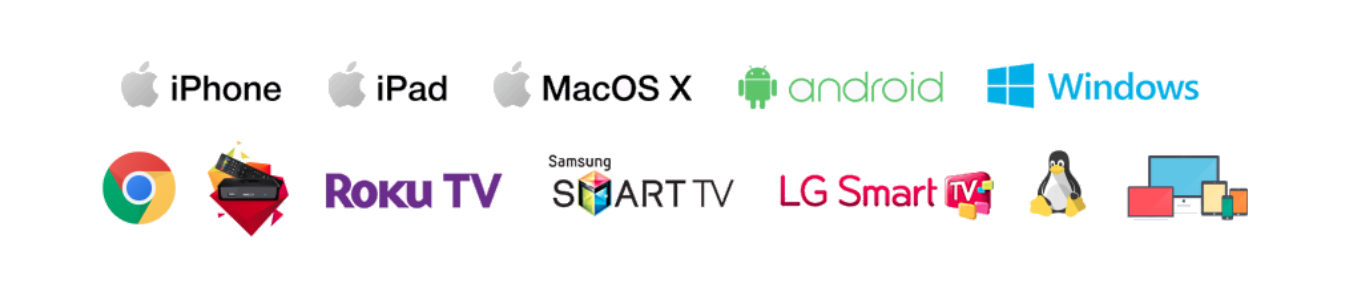 iPhone iPad MacOS X android Windows
Samsung
ROKU TV SMART TV LG Smart TV